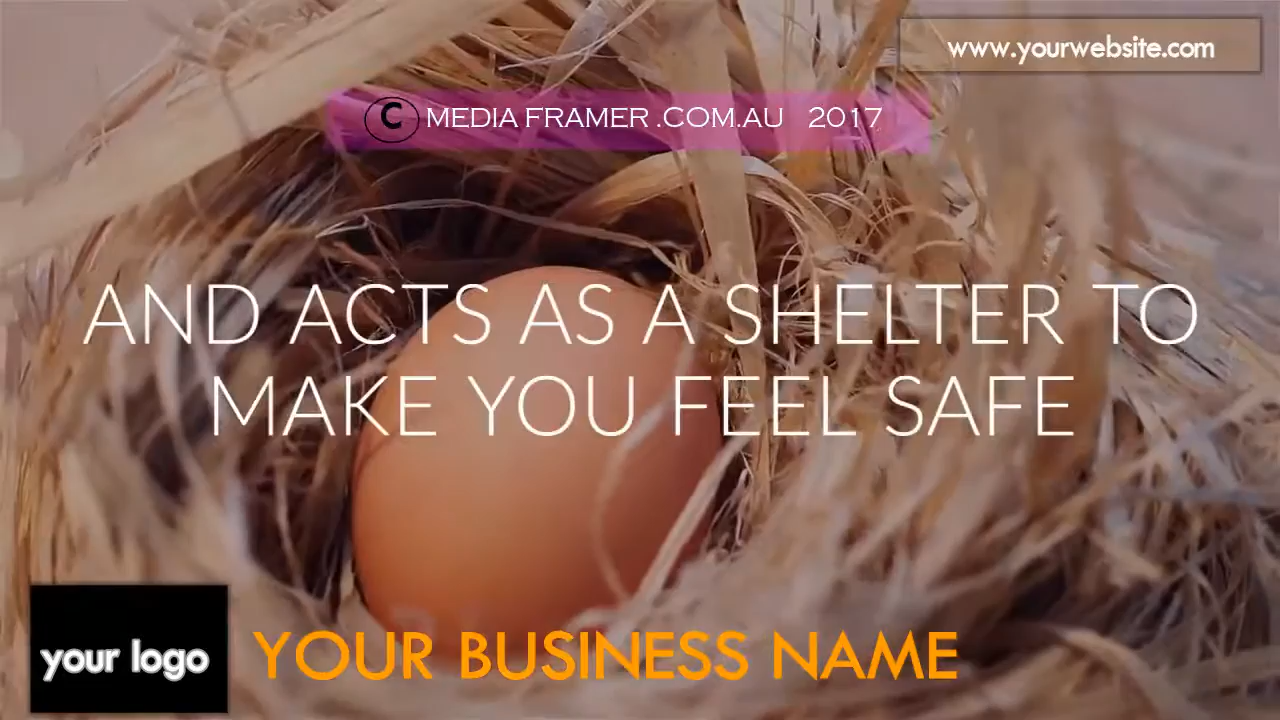 www.yourwebsite.com
© MEDIA FRAMER .COM.AU 2017
AND ACTS AS A SHELTER TO
MAKE YOU FEEL SAFE
your logo
YOUR BUSINESS NAME